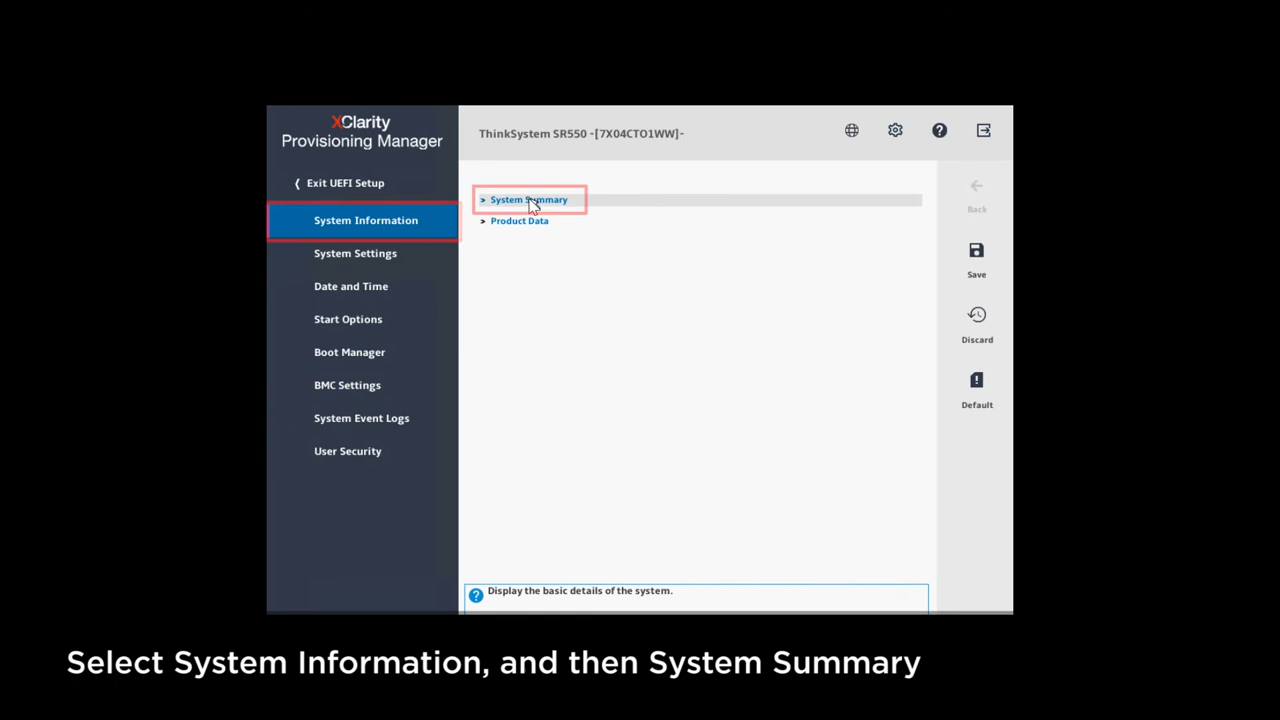 XClarity
Provisioning Manager
Exit UEFI Setup
System Information
System Settings
Date and Time
Start Options
Boot Manager
BMC Settings
System Event Logs
User Security
ThinkSystem SR550 -[7X04CTO1WW]-
System Summary
Product Data
Back
Save
Discard
Default
Display the basic details of the system.
Select System Information, and then System Summary